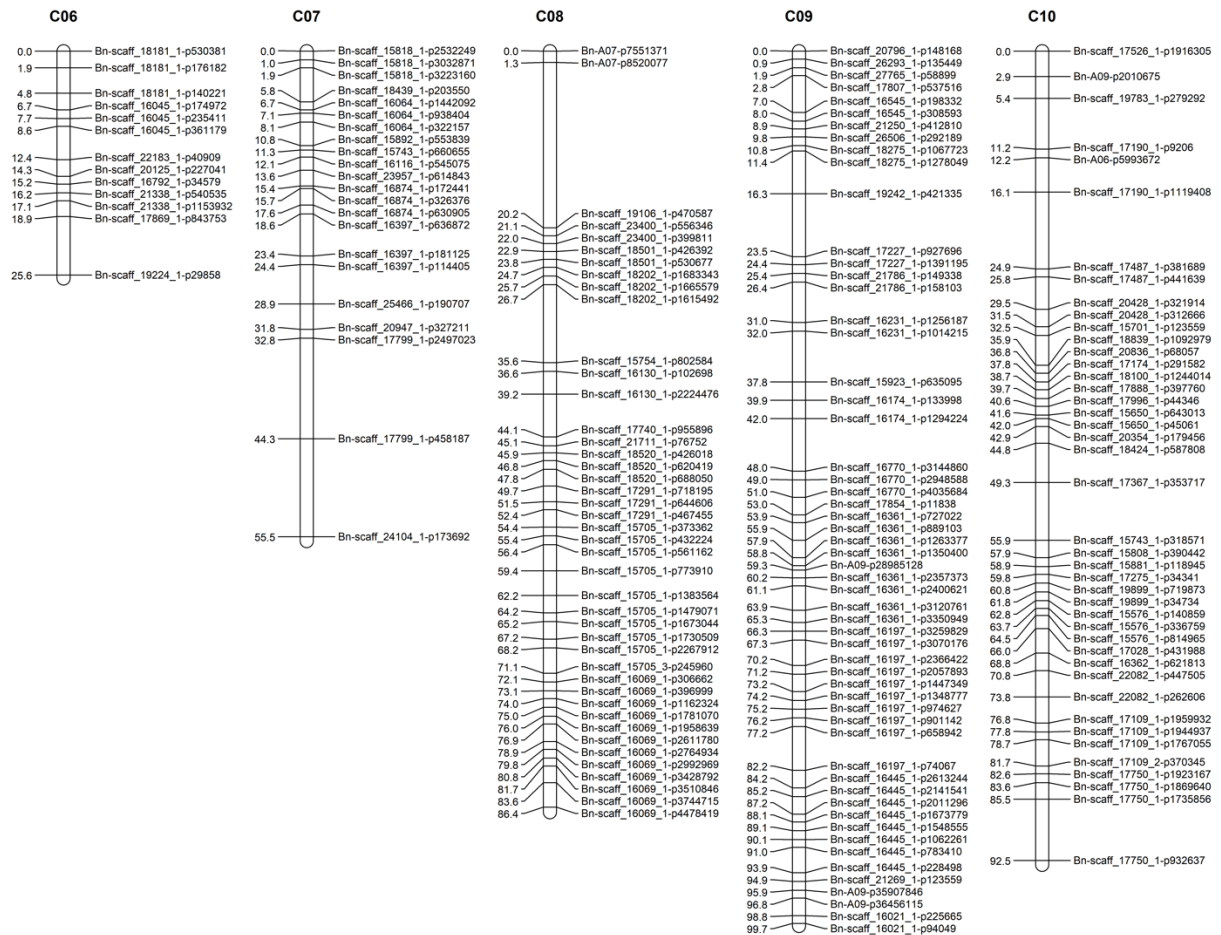 C06
0.0 Bn-scaff_18181_1-p530381
1.9 Bn-scaff_18181_1-p176182
4.8 Bn-scaff_18181_1-p140221
6.7 Bn-scaff_16045_1-p174972
7.7 Bn-scaff_16045_1-p235411
8.6 Bn-scaff_16045_1-p361179
12.4 Bn-scaff_22183_1-p40909
14.3 Bn-scaff_20125_1-p227041
15.2 Bn-scaff_16792_1-p34579
16.2 Bn-scaff_21338_1-p540535
17.1 Bn-scaff_21338_1-p1153932
18.9 Bn-scaff_17869_1-p843753
25.6 Bn-scaff_19224_1-p29858
C07
0.0 Bn-scaff_15818_1-p2532249
1.0 Bn-scaff_15818_1-p3032871
1.9 Bn-scaff_15818_1-p3223160
5.8 Bn-scaff_18439_1-p203550
6.7 Bn-scaff_16064_1-p1442092
7.1 Bn-scaff_16064_1-p938404
8.1 Bn-scaff_16064_1-p322157
10.8 Bn-scaff_15892_1-p553839
11.3 Bn-scaff_15743_1-p660655
12.1 Bn-scaff_16116_1-p545075
13.6 Bn-scaff_23957_1-p614843
15.4 Bn-scaff_16874_1-p172441
15.7 Bn-scaff_16874_1-p326376
17.6 Bn-scaff_16874_1-p630905
18.6 Bn-scaff_16397_1-p636872
23.4 Bn-scaff_16397_1-p181125
24.4 Bn-scaff_16397_1-p114405
28.9 Bn-scaff_25466_1-p190707
31.8 Bn-scaff_20947_1-p327211
32.8 Bn-scaff_17799_1-p2497023
44.3 Bn-scaff_17799_1-p458187
55.5 Bn-scaff_24104_1-p173692
C08
0.0 Bn-A07-p7551371
1.3 Bn-A07-p8520077
20.2 Bn-scaff_19106_1-p470587
21.1 Bn-scaff_23400_1-p556346
22.0 Bn-scaff_23400_1-p399811
22.9 Bn-scaff_18501_1-p426392
23.8 Bn-scaff_18501_1-p530677
24.7 Bn-scaff_18202_1-p1683343
25.7 Bn-scaff_18202_1-p1665579
26.7 Bn-scaff_18202_1-p1615492
35.6 Bn-scaff_15754_1-p802584
36.6 Bn-scaff_16130_1-p102698
39.2 Bn-scaff_16130_1-p2224476
44.1 Bn-scaff_17740_1-p955896
45.1 Bn-scaff_21711_1-p76752
45.9 Bn-scaff_18520_1-p426018
46.8 Bn-scaff_18520_1-p620419
47.8 Bn-scaff_18520_1-p688050
49.7 Bn-scaff_17291_1-p718195
51.5 Bn-scaff_17291_1-p644606
52.4 Bn-scaff_17291_1-p467455
54.4 Bn-scaff_15705_1-p373362
55.4 Bn-scaff_15705_1-p432224
56.4 Bn-scaff_15705_1-p561162
59.4 Bn-scaff_15705_1-p773910
62.2 Bn-scaff_15705_1-p1383564
64.2 Bn-scaff_15705_1-p1479071
65.2 Bn-scaff_15705_1-p1673044
67.2 Bn-scaff_15705_1-p1730509
68.2 Bn-scaff_15705_1-p2267912
71.1 Bn-scaff_15705_3-p245960
72.1 Bn-scaff_16069_1-p306662
73.1 Bn-scaff_16069_1-p396999
74.0 Bn-scaff_16069_1-p1162324
75.0 Bn-scaff_16069_1-p1781070
76.0 Bn-scaff_16069_1-p1958639
76.9 Bn-scaff_16069_1-p2611780
78.9 Bn-scaff_16069_1-p2764934
79.8 Bn-scaff_16069_1-p2992969
80.8 Bn-scaff_16069_1-p3428792
81.7 Bn-scaff_16069_1-p3510846
83.6 Bn-scaff_16069_1-p3744715
86.4 Bn-scaff_16069_1-p4478419
C09
0.0 Bn-scaff_20796_1-p148168
0.9 Bn-scaff_26293_1-p135449
1.9 Bn-scaff_27765_1-p58899
2.8 Bn-scaff_17807_1-p537516
7.0 Bn-scaff_16545_1-p198332
8.0 Bn-scaff_16545_1-p308593
8.9 Bn-scaff_21250_1-p412810
9.8 Bn-scaff_26506_1-p292189
10.8 Bn-scaff_18275_1-p1067723
11.4 Bn-scaff_18275_1-p1278049
16.3 Bn-scaff_19242_1-p421335
23.5 Bn-scaff_17227_1-p927696
24.4 Bn-scaff_17227_1-p1391195
25.4 Bn-scaff_21786_1-p149338
26.4 Bn-scaff_21786_1-p158103
31.0 Bn-scaff_16231_1-p1256187
32.0 Bn-scaff_16231_1-p1014215
37.8 Bn-scaff_15923_1-p635095
39.9 Bn-scaff_16174_1-p133998
42.0 Bn-scaff_16174_1-p1294224
48.0 Bn-scaff_16770_1-p3144860
49.0 Bn-scaff_16770_1-p2948588
51.0 Bn-scaff_16770_1-p4035684
53.0 Bn-scaff_17854_1-p11838
53.9 Bn-scaff_16361_1-p727022
55.9 Bn-scaff_16361_1-p889103
57.9 Bn-scaff_16361_1-p1263377
58.8 Bn-scaff_16361_1-p1350400
59.3 Bn-A09-p28985128
60.2 Bn-scaff_16361_1-p2357373
61.1 Bn-scaff_16361_1-p2400621
63.9 Bn-scaff_16361_1-p3120761
65.3 Bn-scaff_16361_1-p3350949
66.3 Bn-scaff_16197_1-p3259829
67.3 Bn-scaff_16197_1-p3070176
70.2 Bn-scaff_16197_1-p2366422
71.2 Bn-scaff_16197_1-p2057893
73.2 Bn-scaff_16197_1-p1447349
74.2 Bn-scaff_16197_1-p1348777
75.2 Bn-scaff_16197_1-p974627
76.2 Bn-scaff_16197_1-p901142
77.2 Bn-scaff_16197_1-p658942
82.2 Bn-scaff_16197_1-p74067
84.2 Bn-scaff_16445_1-p2613244
85.2 Bn-scaff_16445_1-p2141541
87.2 Bn-scaff_16445_1-p2011296
88.1 Bn-scaff_16445_1-p1673779
89.1 Bn-scaff_16445_1-p1548555
90.1 Bn-scaff_16445_1-p1062261
91.0 Bn-scaff_16445_1-p783410
93.9 Bn-scaff_16445_1-p228498
94.9 Bn-scaff_21269_1-p123559
95.9 Bn-A09-p35907846
96.8 Bn-A09-p36456115
98.8 Bn-scaff_16021_1-p225665
99.7 Bn-scaff_16021_1-p94049
C10
0.0 Bn-scaff_17526_1-p1916305
2.9 Bn-A09-p2010675
5.4 Bn-scaff_19783_1-p279292
11.2 Bn-scaff_17190_1-p9206
12.2 Bn-A06-p5993672
16.1 Bn-scaff_17190_1-p1119408
24.9 Bn-scaff_17487_1-p381689
25.8 Bn-scaff_17487_1-p441639
29.5 Bn-scaff_20428_1-p321914
31.5 Bn-scaff_20428_1-p312666
32.5 Bn-scaff_15701_1-p123559
35.9 Bn-scaff_18839_1-p1092979
36.8 Bn-scaff_20836_1-p68057
37.8 Bn-scaff_17174_1-p291582
38.7 Bn-scaff_18100_1-p1244014
39.7 Bn-scaff_17888_1-p397760
40.6 Bn-scaff_17996_1-p44346
41.6 Bn-scaff_15650_1-p643013
42.0 Bn-scaff_15650_1-p45061
42.9 Bn-scaff_20354_1-p179456
44.8 Bn-scaff_18424_1-p587808
49.3 Bn-scaff_17367_1-p353717
55.9 Bn-scaff_15743_1-p318571
57.9 Bn-scaff_15808_1-p390442
58.9 Bn-scaff_15881_1-p118945
59.8 Bn-scaff_17275_1-p34341
60.8 Bn-scaff_19899_1-p719873
61.8 Bn-scaff_19899_1-p34734
62.8 Bn-scaff_15576_1-p140859
63.7 Bn-scaff_15576_1-p336759
64.5 Bn-scaff_15576_1-p814965
66.0 Bn-scaff_17028_1-p431988
68.8 Bn-scaff_16362_1-p621813
70.8 Bn-scaff_22082_1-p447505
73.8 Bn-scaff_22082_1-p262606
76.8 Bn-scaff_17109_1-p1959932
77.8 Bn-scaff_17109_1-p1944937
78.7 Bn-scaff_17109_1-p1767055
81.7 Bn-scaff_17109_2-p370345
82.6 Bn-scaff_17750_1-p1923167
83.6 Bn-scaff_17750_1-p1869640
85.5 Bn-scaff_17750_1-p1735856
92.5 Bn-scaff_17750_1-p932637